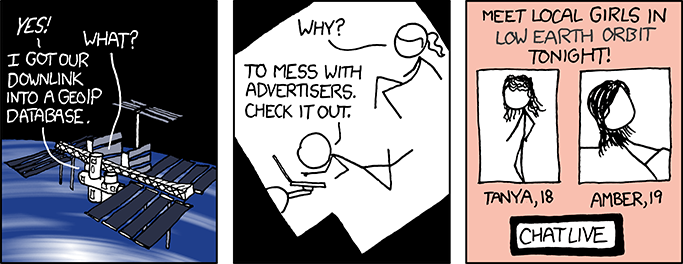 YES!
I GOT OUR
DOWNLINK
INTO A GEOIP
DATABASE.
WHAT?
WHY?
TO MESS WITH
ADVERTISERS.
CHECK IT OUT.
MEET LOCAL GIRLS IN
LOW EARTH ORBIT
TONIGHT!
TANYA, 18
AMBER, 19
CHAT LIVE